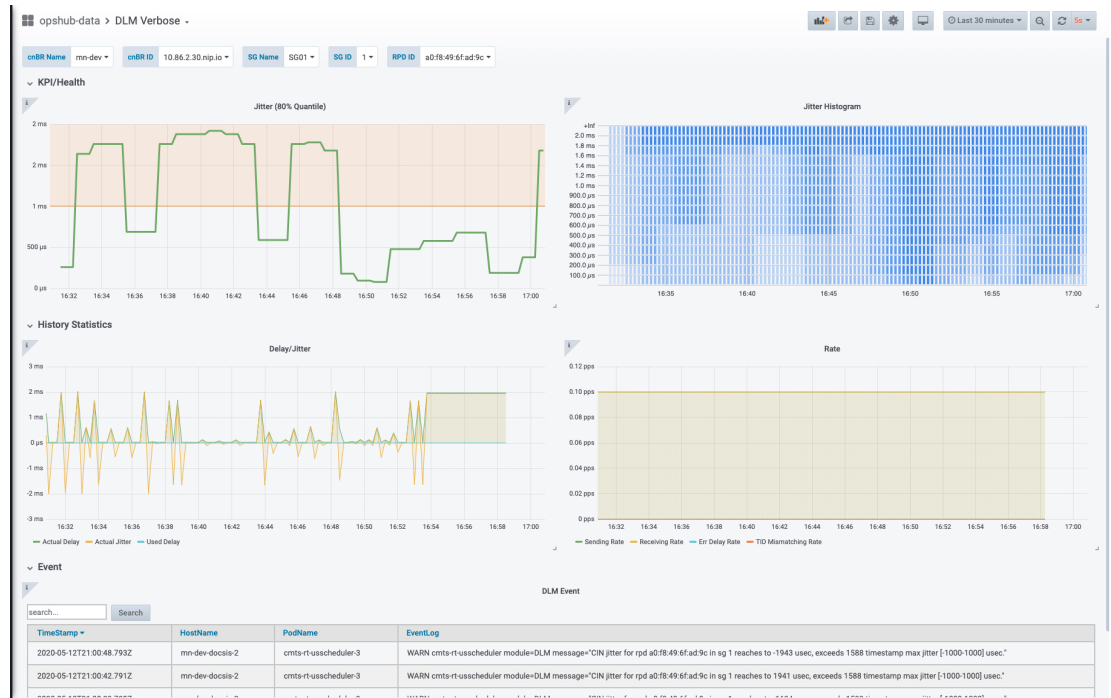 opshub-data > DLM Verbose
Last 30 minutes
5s
cnBR Name mn-dev cnBR ID 10.86.2.30.nip.io SG Name SG01 SG ID 1 RPD ID a0:f8:49:6f:ad:9c
KPI/Health
i
Jitter (80% Quantile)
2 ms
2 ms
1 ms
500 µs
0 µs
16:32 16:34 16:36 16:38 16:40 16:42 16:44 16:46 16:48 16:50 16:52 16:54 16:56 16:58 17:00
i
Jitter Histogram
+Inf
2.0 ms
1.8 ms
1.6 ms
1.4 ms
1.2 ms
1.0 ms
900.0 µs
800.0 µs
700.0 µs
600.0 µs
500.0 µs
400.0 µs
300.0 µs
200.0 µs
100.0 µs
16:35 16:40 16:45 16:50 16:55 17:00
History Statistics
i
Delay/Jitter
3 ms
2 ms
1 ms
0 µs
-1 ms
-2 ms
-3 ms
16:32 16:34 16:36 16:38 16:40 16:42 16:44 16:46 16:48 16:50 16:52 16:54 16:56 16:58 17:00
Actual Delay Actual Jitter Used Delay
i
Rate
0.12 pps
0.10 pps
0.08 pps
0.06 pps
0.04 pps
0.02 pps
0 pps
16:32 16:34 16:36 16:38 16:40 16:42 16:44 16:46 16:48 16:50 16:52 16:54 16:56 16:58 17:00
Sending Rate Receiving Rate Err Delay Rate TID Mismatching Rate
Event
i
DLM Event
search... Search
TimeStamp HostName PodName EventLog
2020-05-12T21:00:48.793Z mn-dev-docsis-2 cmts-rt-usscheduler-3 WARN cmts-rt-usscheduler module=DLM message="CIN jitter for rpd a0:f8:49:6f:ad:9c in sg 1 reaches to -1943 usec, exceeds 1588 timestamp max jitter [-1000-1000] usec."
2020-05-12T21:00:42.791Z mn-dev-docsis-2 cmts-rt-usscheduler-3 WARN cmts-rt-usscheduler module=DLM message="CIN jitter for rpd a0:f8:49:6f:ad:9c in sg 1 reaches to 1941 usec, exceeds 1588 timestamp max jitter [-1000-1000] usec."